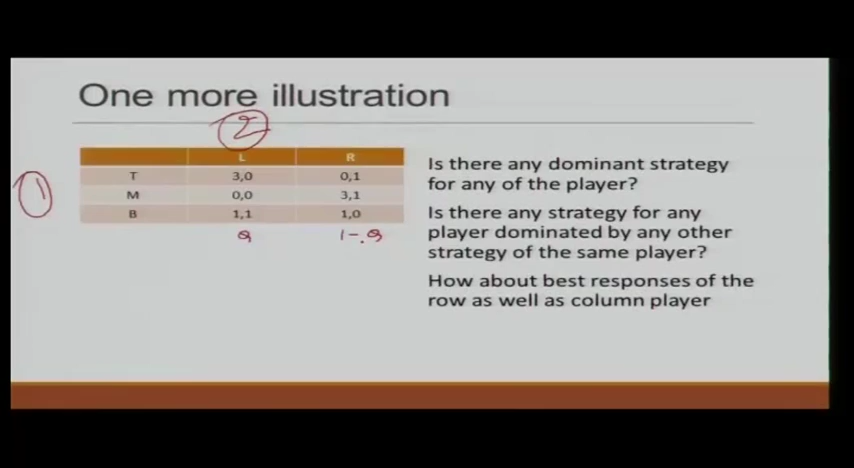 One more illustration
2
1
L R
T 3,0 0,1
M 0,0 3,1
B 1,1 1,0
q 1-q
Is there any dominant strategy
for any of the player?
Is there any strategy for any
player dominated by any other
strategy of the same player?
How about best responses of the
row as well as column player